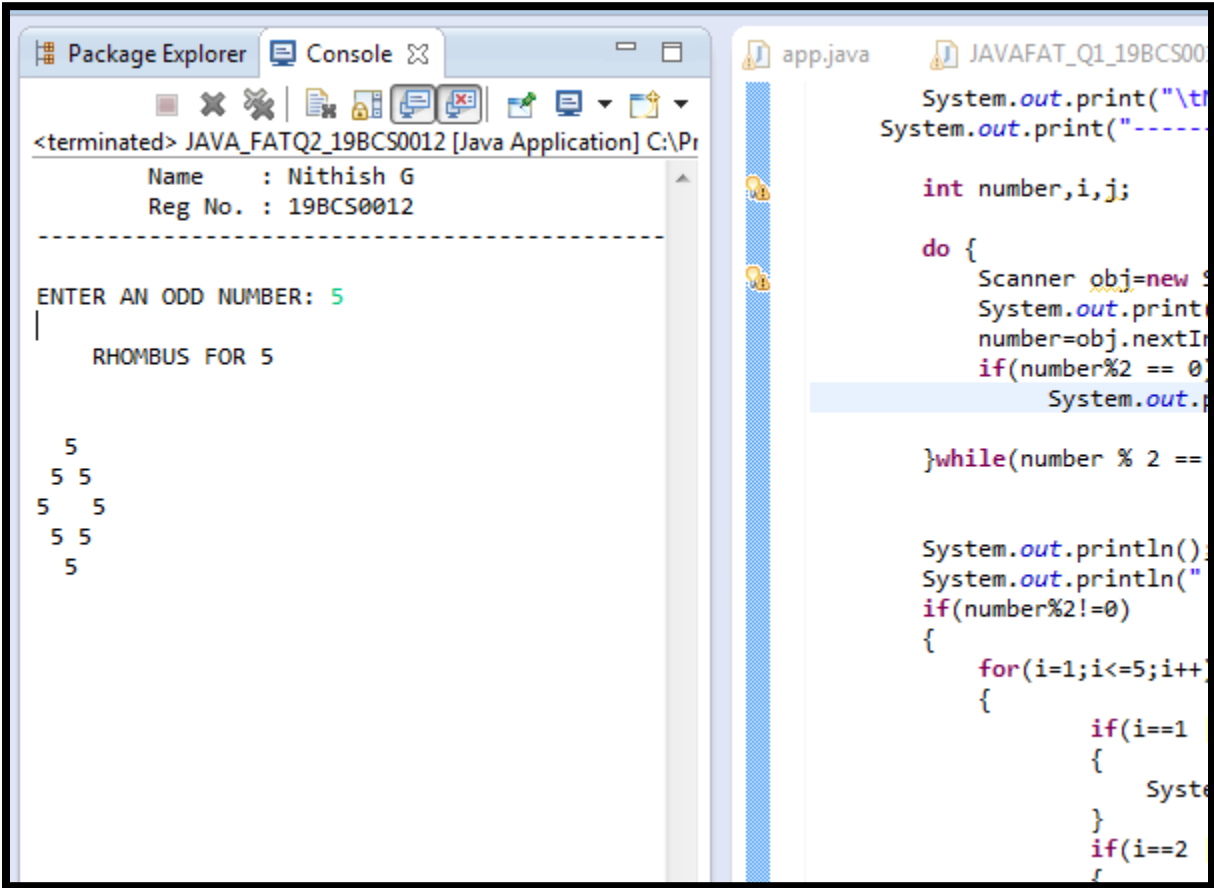 Package Explorer Console
<terminated> JAVA_FATQ2_19BCS0012 [Java Application] C:\Pr
Name    : Nithish G
Reg No. : 19BCS0012
---------------------------------------------
ENTER AN ODD NUMBER: 5
RHOMBUS FOR 5
  5
 5 5
5   5
 5 5
  5
app.java JAVAFAT_Q1_19BCS001
System.out.print("\tN
System.out.print("------
int number,i,j;
do {
Scanner obj=new S
System.out.print(
number=obj.nextIn
if(number%2 == 0)
System.out.p
}while(number % 2 ==
System.out.println();
System.out.println("
if(number%2!=0)
{
for(i=1;i<=5;i++)
{
if(i==1
{
Syste
}
if(i==2
{